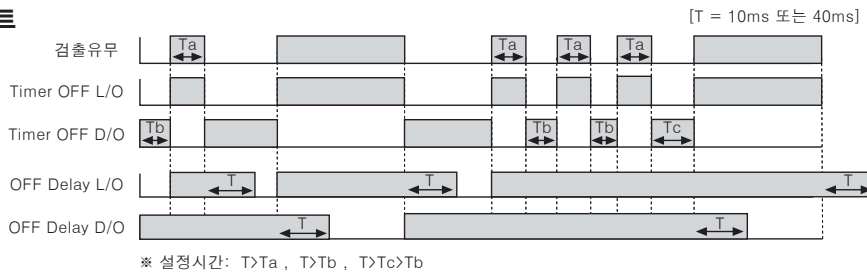 트
[T = 10ms 또는 40ms]
검출유무
Ta
Ta
Ta
Ta
Timer OFF L/O
Timer OFF D/O
Tb
Tb
Tb
Tc
OFF Delay L/O
T
T
T
OFF Delay D/O
T
T
※ 설정시간: T>Ta , T>Tb , T>Tc>Tb